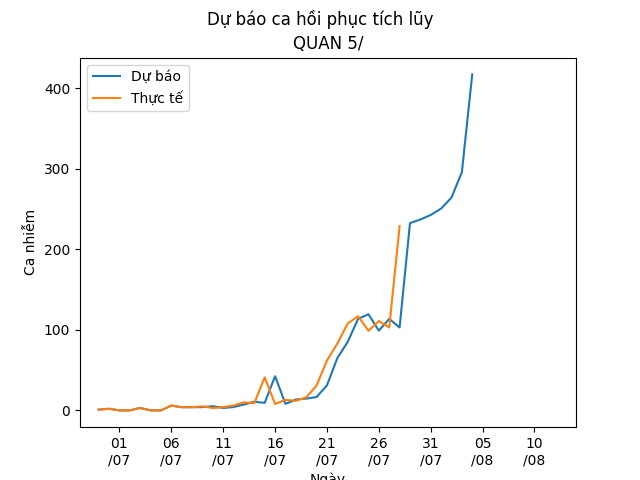 Dự báo ca hồi phục tích lũy
QUAN 5/
Dự báo
Thực tế
Ca nhiễm
400
300
200
100
0
01 06 11 16 21 26 31 05 10
/07 /07 /07 /07 /07 /07 /07 /08 /08
Ngày